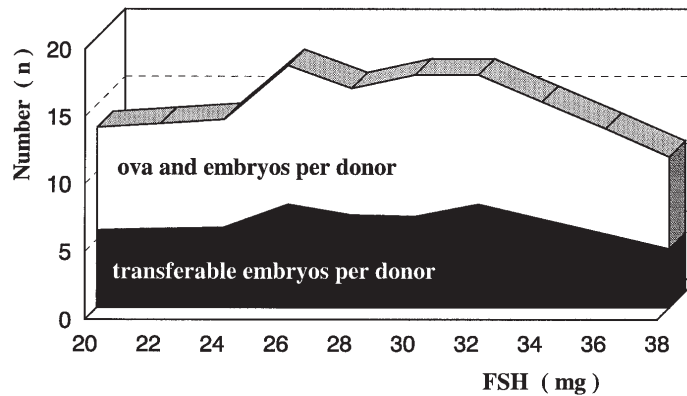 20
15
10
5
0
Number ( n )
ova and embryos per donor
transferable embryos per donor
20 22 24 26 28 30 32 34 36 38
FSH ( mg )